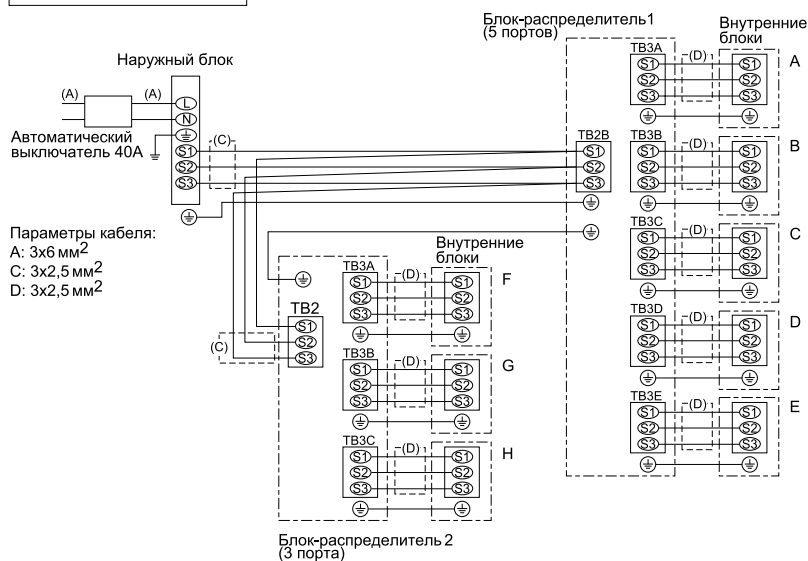 Блок-распределитель1
(5 портов)
Внутренние
блоки
Наружный блок
(A)
(A)
L
N
S1
S2
S3
(C)
Автоматический
выключатель 40А
Параметры кабеля:
A: 3x6 мм2
C: 3x2,5 мм2
D: 3x2,5 мм2
TB2B
S1
S2
S3
TB3A
(D)
A
S1
S1
S2
S2
S3
S3
TB3B
(D)
B
S1
S1
S2
S2
S3
S3
TB3C
(D)
C
S1
S1
S2
S2
S3
S3
TB3D
(D)
D
S1
S1
S2
S2
S3
S3
TB3E
(D)
E
S1
S1
S2
S2
S3
S3
Внутренние
блоки
TB2
S1
S2
S3
(C)
TB3A
(D)
F
S1
S1
S2
S2
S3
S3
TB3B
(D)
G
S1
S1
S2
S2
S3
S3
TB3C
(D)
H
S1
S1
S2
S2
S3
S3
Блок-распределитель 2
(3 порта)